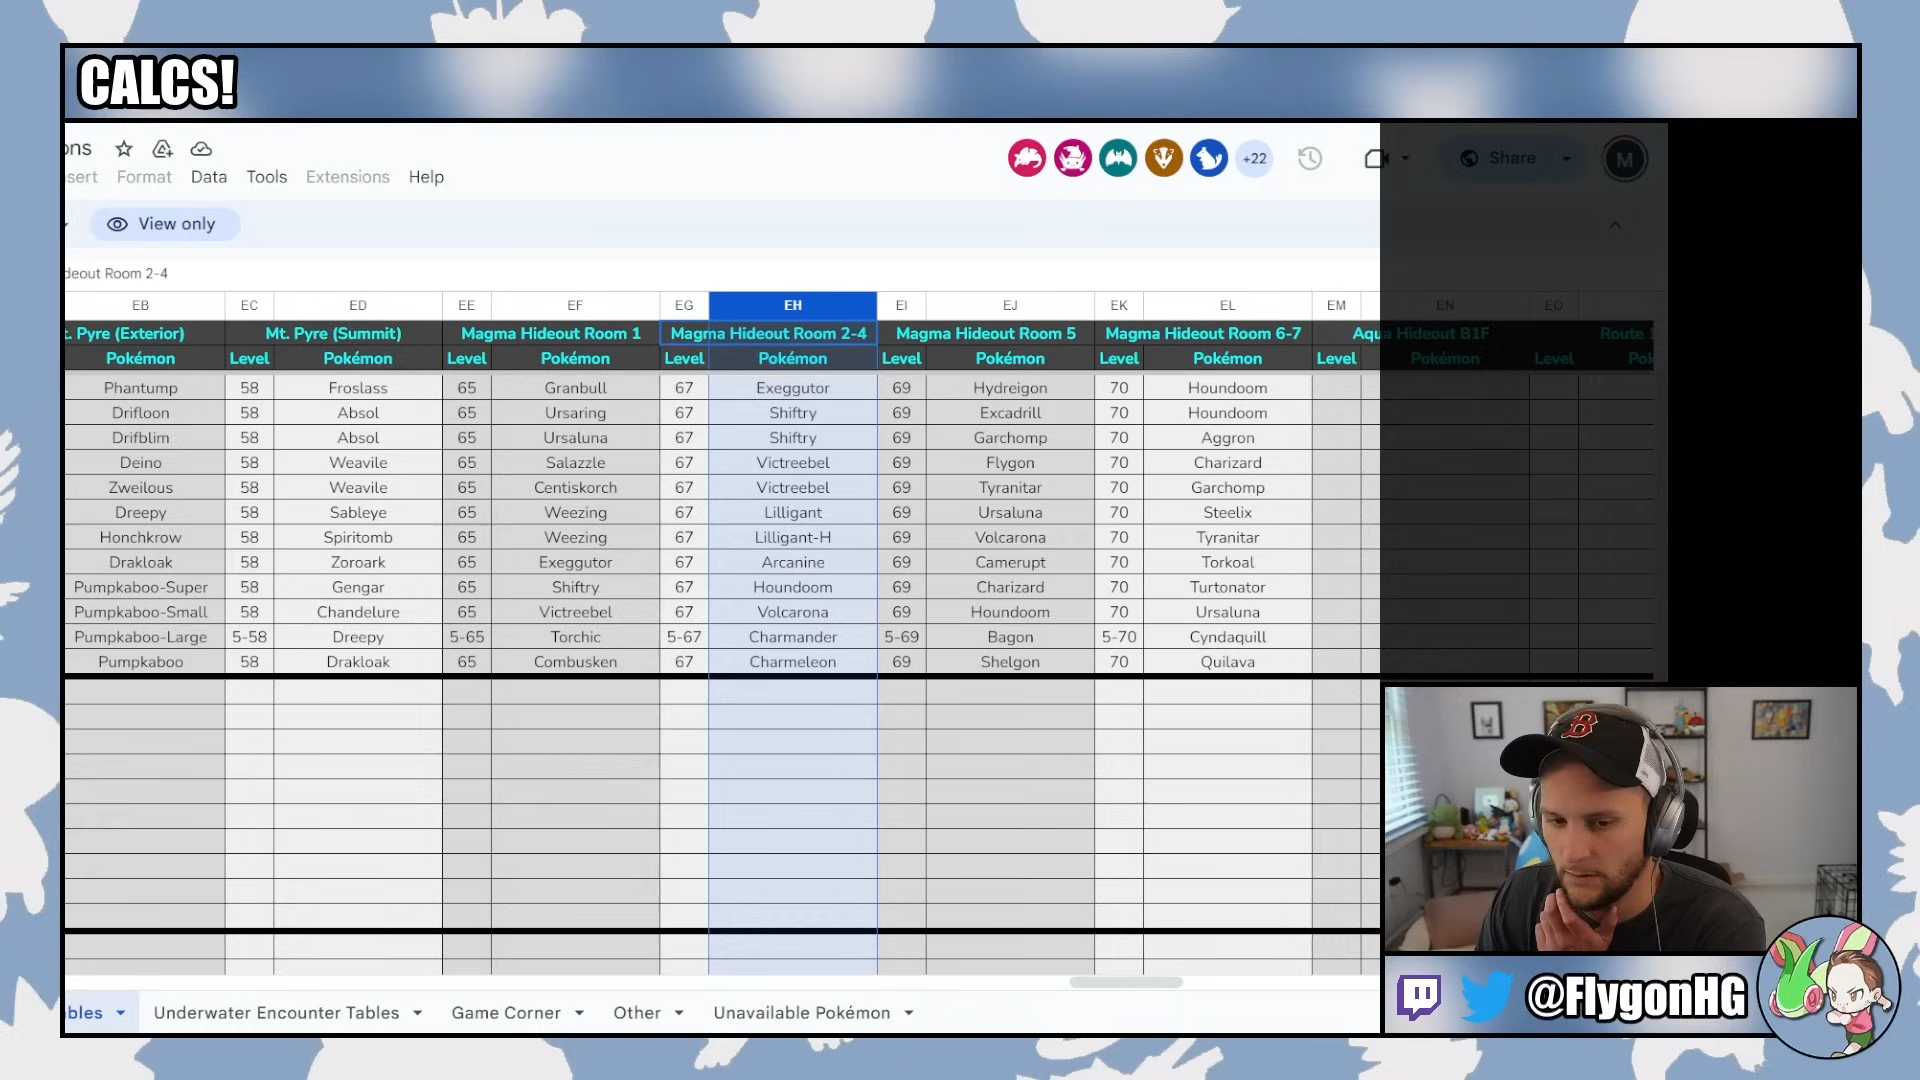 CALCS!
ons
+22
Share
M
sert Format Data Tools Extensions Help
View only
deout Room 2-4
EB EC ED EE EF EG EH EI EJ EK EL EM EN EO
t. Pyre (Exterior) Mt. Pyre (Summit) Magma Hideout Room 1 Magma Hideout Room 2-4 Magma Hideout Room 5 Magma Hideout Room 6-7 Aqua Hideout B1F Route 1
Pokémon Level Pokémon Level Pokémon Level Pokémon Level Pokémon Level Pokémon Level Pokémon Level Pok
Phantump 58 Froslass 65 Granbull 67 Exeggutor 69 Hydreigon 70 Houndoom
Drifloon 58 Absol 65 Ursaring 67 Shiftry 69 Excadrill 70 Houndoom
Drifblim 58 Absol 65 Ursaluna 67 Shiftry 69 Garchomp 70 Aggron
Deino 58 Weavile 65 Salazzle 67 Victreebel 69 Flygon 70 Charizard
Zweilous 58 Weavile 65 Centiskorch 67 Victreebel 69 Tyranitar 70 Garchomp
Dreepy 58 Sableye 65 Weezing 67 Lilligant 69 Ursaluna 70 Steelix
Honchkrow 58 Spiritomb 65 Weezing 67 Lilligant-H 69 Volcarona 70 Tyranitar
Drakloak 58 Zoroark 65 Exeggutor 67 Arcanine 69 Camerupt 70 Torkoal
Pumpkaboo-Super 58 Gengar 65 Shiftry 67 Houndoom 69 Charizard 70 Turtonator
Pumpkaboo-Small 58 Chandelure 65 Victreebel 67 Volcarona 69 Houndoom 70 Ursaluna
Pumpkaboo-Large 5-58 Dreepy 5-65 Torchic 5-67 Charmander 5-69 Bagon 5-70 Cyndaquill
Pumpkaboo 58 Drakloak 65 Combusken 67 Charmeleon 69 Shelgon 70 Quilava
bles Underwater Encounter Tables Game Corner Other Unavailable Pokémon
B
@FlygonHG